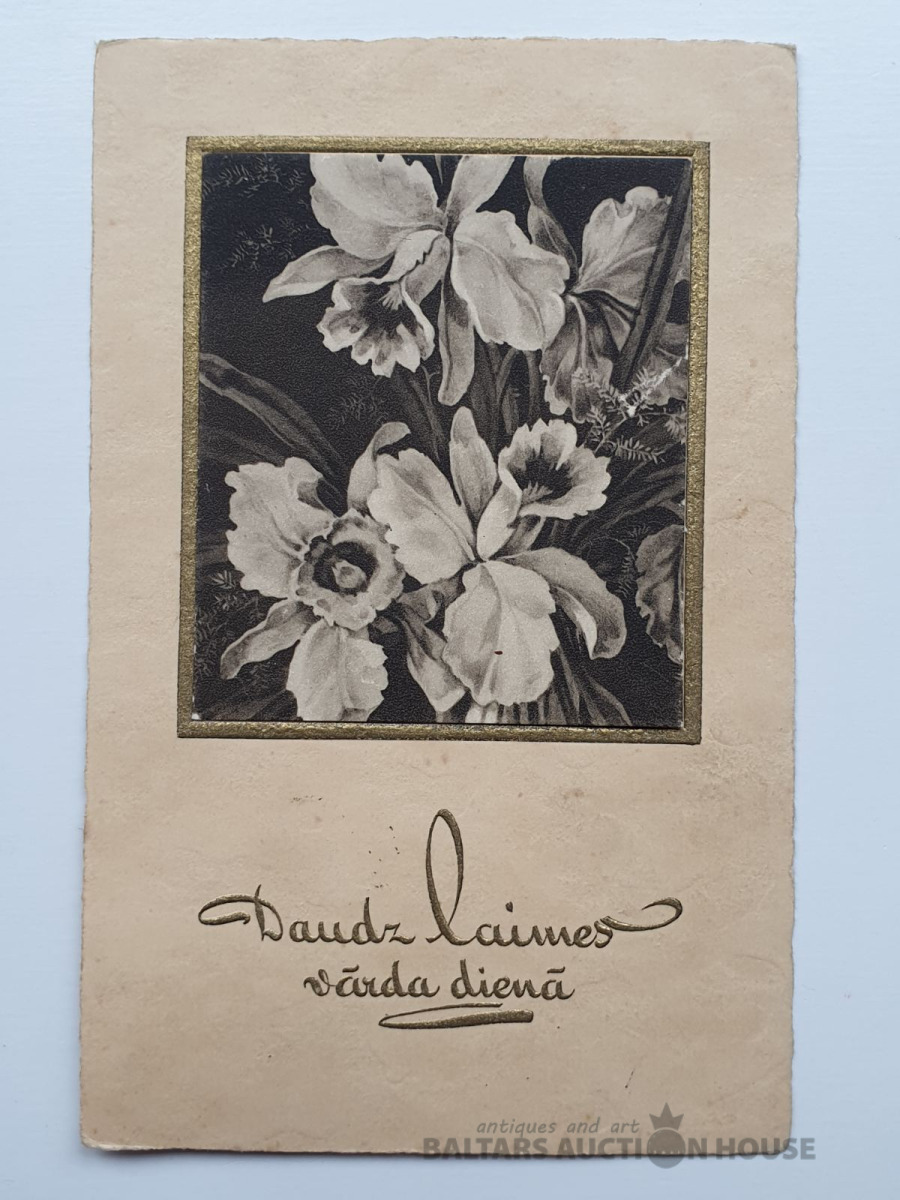 Daudz laimes
vārda dienā
antiques and art
BALTARS AUCTION HOUSE